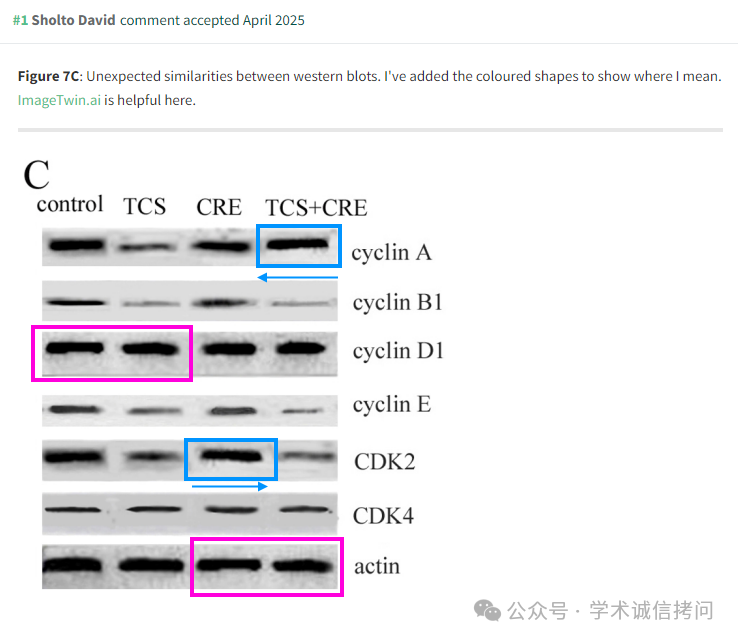 #1 Sholto David comment accepted April 2025
Figure 7C: Unexpected similarities between western blots. I've added the coloured shapes to show where I mean.
ImageTwin.ai is helpful here.
C
control TCS CRE TCS+CRE
cyclin A
cyclin B1
cyclin D1
cyclin E
CDK2
CDK4
actin
公众号 · 学术诚信拷问